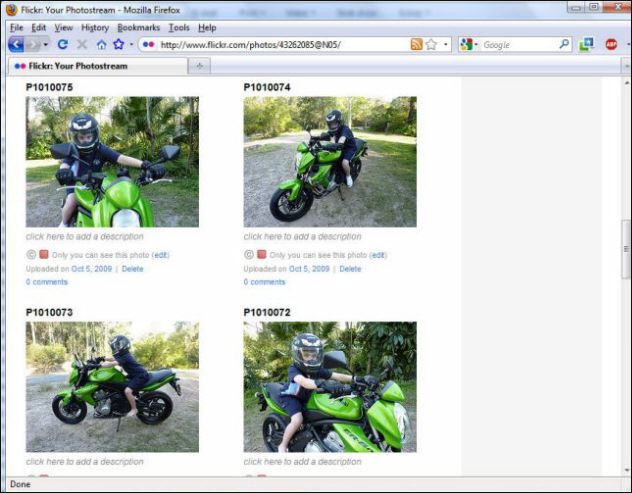 Flickr: Your Photostream - Mozilla Firefox
File Edit View History Bookmarks Tools Help
http://www.flickr.com/photos/43262085@N05/
Google
ABP
Flickr: Your Photostream
P1010075 P1010074
click here to add a description click here to add a description
Only you can see this photo (edit) Only you can see this photo (edit)
Uploaded on Oct 5, 2009 | Delete Uploaded on Oct 5, 2009 | Delete
0 comments 0 comments
P1010073 P1010072
click here to add a description click here to add a description
Done